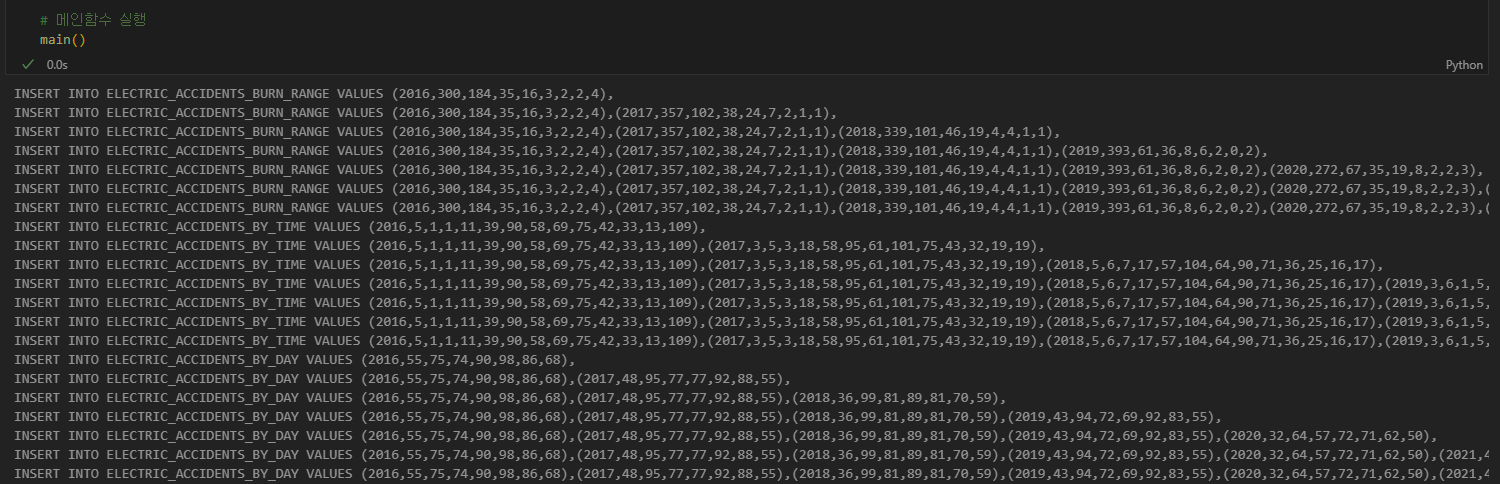 # 메인함수 실행
main()
0.0s
Python
INSERT INTO ELECTRIC_ACCIDENTS_BURN_RANGE VALUES (2016,300,184,35,16,3,2,2,4),
INSERT INTO ELECTRIC_ACCIDENTS_BURN_RANGE VALUES (2016,300,184,35,16,3,2,2,4),(2017,357,102,38,24,7,2,1,1),
INSERT INTO ELECTRIC_ACCIDENTS_BURN_RANGE VALUES (2016,300,184,35,16,3,2,2,4),(2017,357,102,38,24,7,2,1,1),(2018,339,101,46,19,4,4,1,1),
INSERT INTO ELECTRIC_ACCIDENTS_BURN_RANGE VALUES (2016,300,184,35,16,3,2,2,4),(2017,357,102,38,24,7,2,1,1),(2018,339,101,46,19,4,4,1,1),(2019,393,61,36,8,6,2,0,2),
INSERT INTO ELECTRIC_ACCIDENTS_BURN_RANGE VALUES (2016,300,184,35,16,3,2,2,4),(2017,357,102,38,24,7,2,1,1),(2018,339,101,46,19,4,4,1,1),(2019,393,61,36,8,6,2,0,2),(2020,272,67,35,19,8,2,2,3),
INSERT INTO ELECTRIC_ACCIDENTS_BURN_RANGE VALUES (2016,300,184,35,16,3,2,2,4),(2017,357,102,38,24,7,2,1,1),(2018,339,101,46,19,4,4,1,1),(2019,393,61,36,8,6,2,0,2),(2020,272,67,35,19,8,2,2,3),(
INSERT INTO ELECTRIC_ACCIDENTS_BURN_RANGE VALUES (2016,300,184,35,16,3,2,2,4),(2017,357,102,38,24,7,2,1,1),(2018,339,101,46,19,4,4,1,1),(2019,393,61,36,8,6,2,0,2),(2020,272,67,35,19,8,2,2,3),(
INSERT INTO ELECTRIC_ACCIDENTS_BY_TIME VALUES (2016,5,1,1,11,39,90,58,69,75,42,33,13,109),
INSERT INTO ELECTRIC_ACCIDENTS_BY_TIME VALUES (2016,5,1,1,11,39,90,58,69,75,42,33,13,109),(2017,3,5,3,18,58,95,61,101,75,43,32,19,19),
INSERT INTO ELECTRIC_ACCIDENTS_BY_TIME VALUES (2016,5,1,1,11,39,90,58,69,75,42,33,13,109),(2017,3,5,3,18,58,95,61,101,75,43,32,19,19),(2018,5,6,7,17,57,104,64,90,71,36,25,16,17),
INSERT INTO ELECTRIC_ACCIDENTS_BY_TIME VALUES (2016,5,1,1,11,39,90,58,69,75,42,33,13,109),(2017,3,5,3,18,58,95,61,101,75,43,32,19,19),(2018,5,6,7,17,57,104,64,90,71,36,25,16,17),(2019,3,6,1,5,
INSERT INTO ELECTRIC_ACCIDENTS_BY_TIME VALUES (2016,5,1,1,11,39,90,58,69,75,42,33,13,109),(2017,3,5,3,18,58,95,61,101,75,43,32,19,19),(2018,5,6,7,17,57,104,64,90,71,36,25,16,17),(2019,3,6,1,5,
INSERT INTO ELECTRIC_ACCIDENTS_BY_TIME VALUES (2016,5,1,1,11,39,90,58,69,75,42,33,13,109),(2017,3,5,3,18,58,95,61,101,75,43,32,19,19),(2018,5,6,7,17,57,104,64,90,71,36,25,16,17),(2019,3,6,1,5,
INSERT INTO ELECTRIC_ACCIDENTS_BY_TIME VALUES (2016,5,1,1,11,39,90,58,69,75,42,33,13,109),(2017,3,5,3,18,58,95,61,101,75,43,32,19,19),(2018,5,6,7,17,57,104,64,90,71,36,25,16,17),(2019,3,6,1,5,
INSERT INTO ELECTRIC_ACCIDENTS_BY_DAY VALUES (2016,55,75,74,90,98,86,68),
INSERT INTO ELECTRIC_ACCIDENTS_BY_DAY VALUES (2016,55,75,74,90,98,86,68),(2017,48,95,77,77,92,88,55),
INSERT INTO ELECTRIC_ACCIDENTS_BY_DAY VALUES (2016,55,75,74,90,98,86,68),(2017,48,95,77,77,92,88,55),(2018,36,99,81,89,81,70,59),
INSERT INTO ELECTRIC_ACCIDENTS_BY_DAY VALUES (2016,55,75,74,90,98,86,68),(2017,48,95,77,77,92,88,55),(2018,36,99,81,89,81,70,59),(2019,43,94,72,69,92,83,55),
INSERT INTO ELECTRIC_ACCIDENTS_BY_DAY VALUES (2016,55,75,74,90,98,86,68),(2017,48,95,77,77,92,88,55),(2018,36,99,81,89,81,70,59),(2019,43,94,72,69,92,83,55),(2020,32,64,57,72,71,62,50),
INSERT INTO ELECTRIC_ACCIDENTS_BY_DAY VALUES (2016,55,75,74,90,98,86,68),(2017,48,95,77,77,92,88,55),(2018,36,99,81,89,81,70,59),(2019,43,94,72,69,92,83,55),(2020,32,64,57,72,71,62,50),(2021,4
INSERT INTO ELECTRIC_ACCIDENTS_BY_DAY VALUES (2016,55,75,74,90,98,86,68),(2017,48,95,77,77,92,88,55),(2018,36,99,81,89,81,70,59),(2019,43,94,72,69,92,83,55),(2020,32,64,57,72,71,62,50),(2021,4